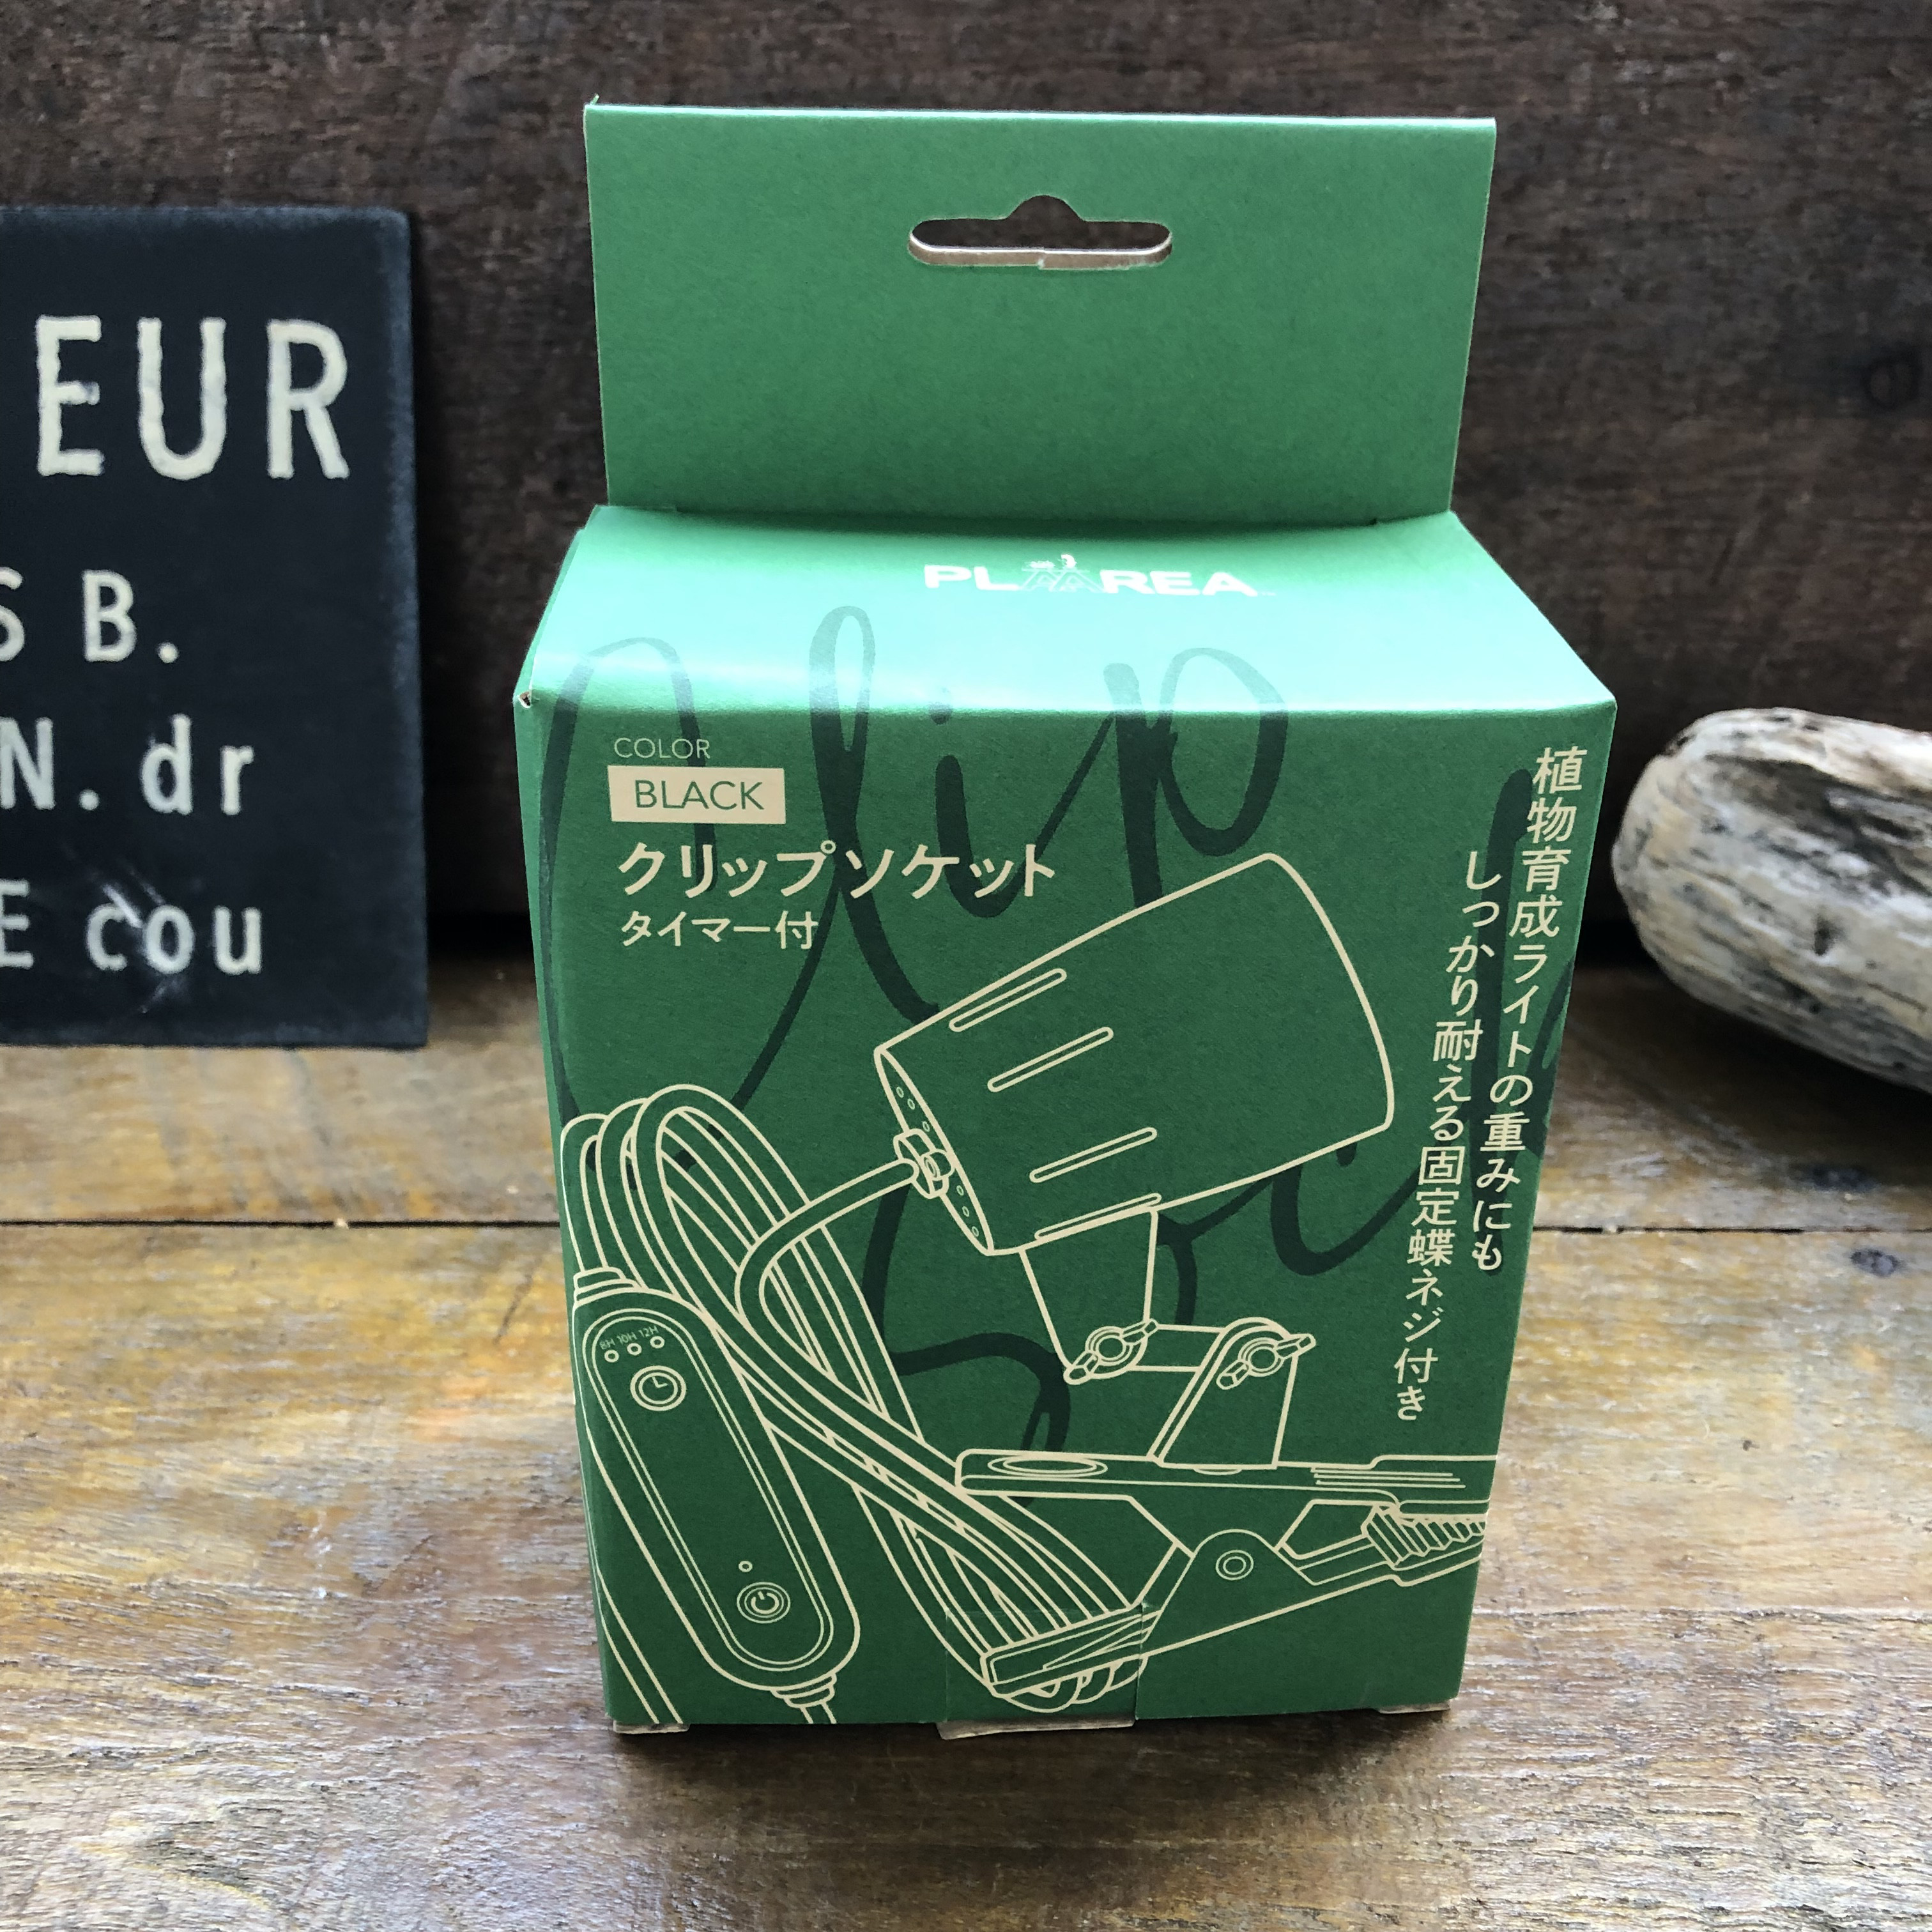 EUR
S B.
N. dr
E cou
PLAAREA
Clip
COLOR
BLACK
クリップソケット
タイマー付
植物育成ライトの重みにも
しっかり耐える固定蝶ネジ付き
8H 10H 12H